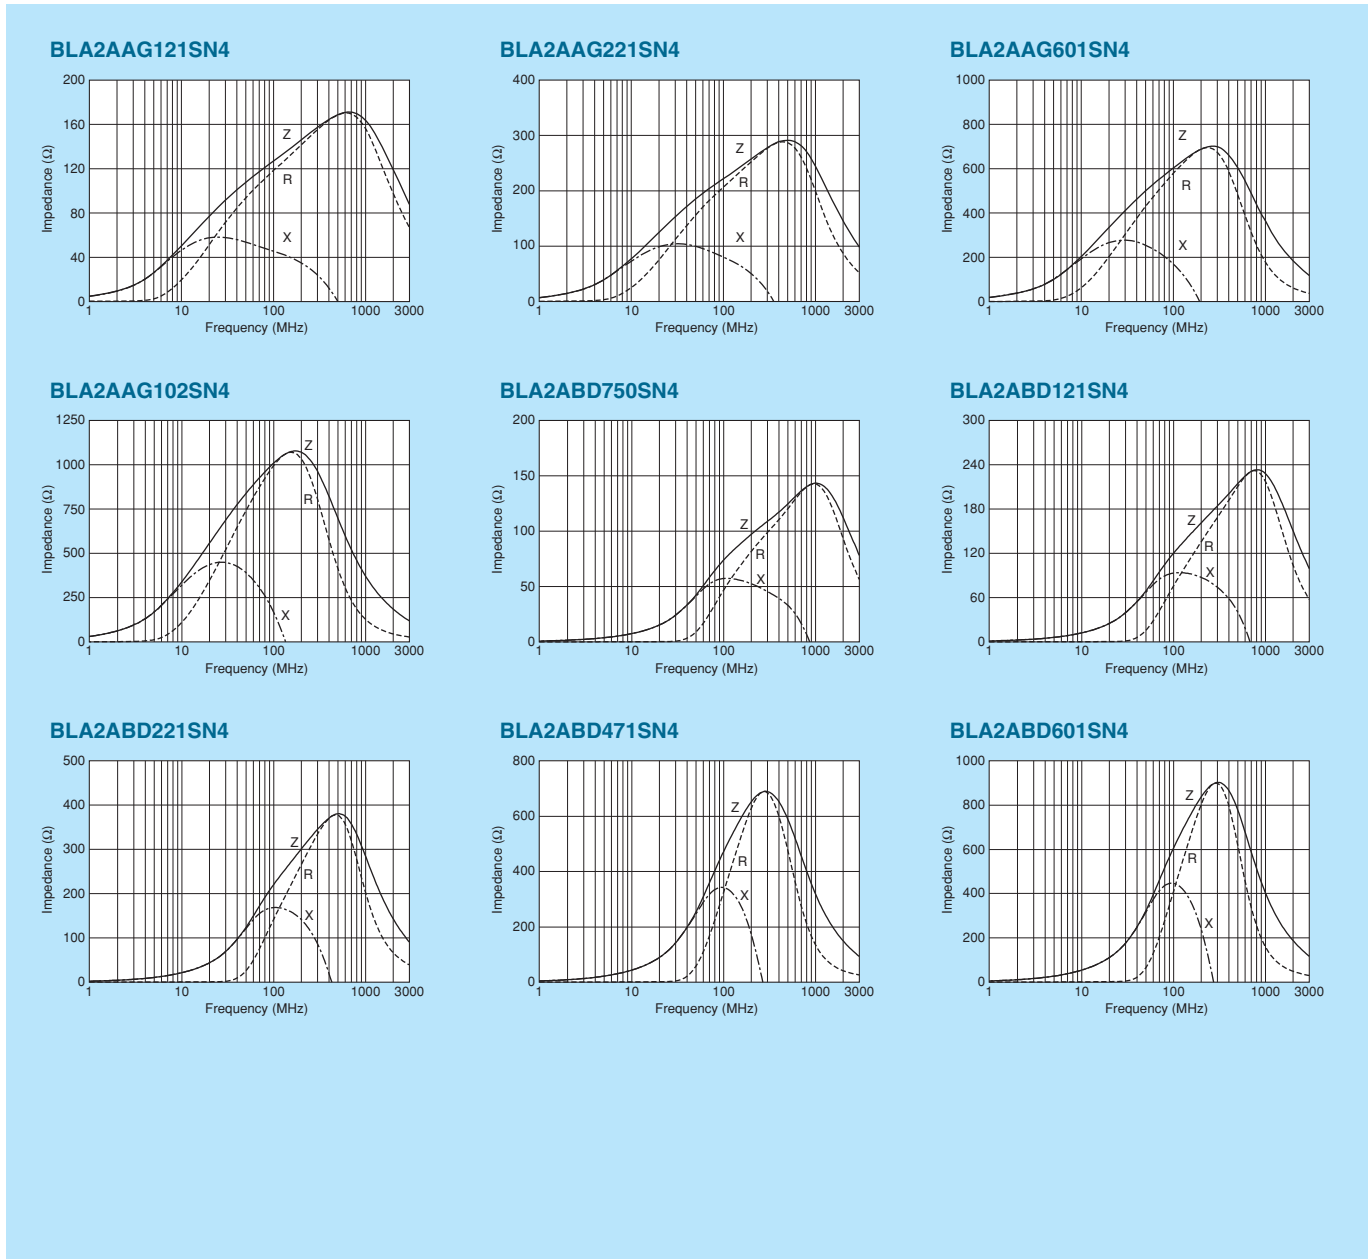 BLA2AAG121SN4
200
160
120
80
40
0
Impedance (Ω)
Z
R
X
1 10 100 1000 3000
Frequency (MHz)
BLA2AAG221SN4
400
300
200
100
0
Impedance (Ω)
Z
R
X
1 10 100 1000 3000
Frequency (MHz)
BLA2AAG601SN4
1000
800
600
400
200
0
Impedance (Ω)
Z
R
X
1 10 100 1000 3000
Frequency (MHz)
BLA2AAG102SN4
1250
1000
750
500
250
0
Impedance (Ω)
Z
R
X
1 10 100 1000 3000
Frequency (MHz)
BLA2ABD750SN4
200
150
100
50
0
Impedance (Ω)
Z
R
X
1 10 100 1000 3000
Frequency (MHz)
BLA2ABD121SN4
300
240
180
120
60
0
Impedance (Ω)
Z
R
X
1 10 100 1000 3000
Frequency (MHz)
BLA2ABD221SN4
500
400
300
200
100
0
Impedance (Ω)
Z
R
X
1 10 100 1000 3000
Frequency (MHz)
BLA2ABD471SN4
800
600
400
200
0
Impedance (Ω)
Z
R
X
1 10 100 1000 3000
Frequency (MHz)
BLA2ABD601SN4
1000
800
600
400
200
0
Impedance (Ω)
Z
R
X
1 10 100 1000 3000
Frequency (MHz)